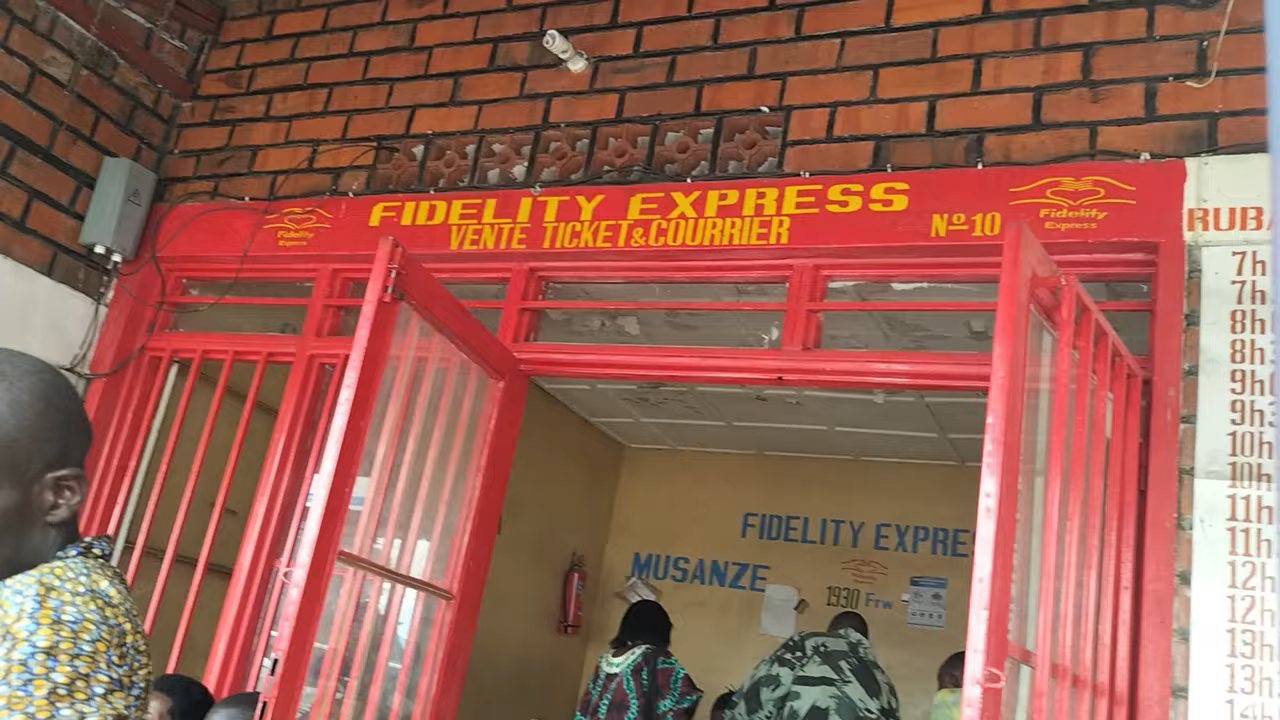 FIDELITY EXPRESS
VENTE TICKET&COURRIER
Nº10
Fidelity
Express
Fidelity
Express
FIDELITY EXPRES
MUSANZE
1930 Frw
RUBA
7h
7h
8h
8h
9h
9h
10h
10h
11h
11h
12h
12h
13h
13h
14h